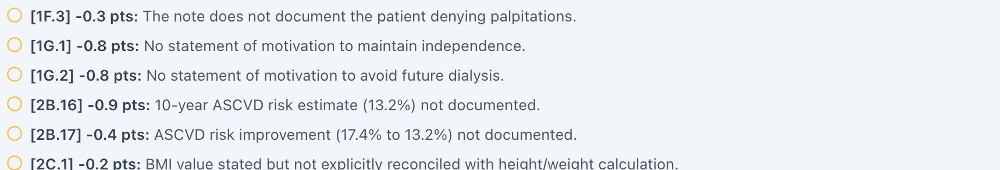 [1F.3] -0.3 pts: The note does not document the patient denying palpitations.
[1G.1] -0.8 pts: No statement of motivation to maintain independence.
[1G.2] -0.8 pts: No statement of motivation to avoid future dialysis.
[2B.16] -0.9 pts: 10-year ASCVD risk estimate (13.2%) not documented.
[2B.17] -0.4 pts: ASCVD risk improvement (17.4% to 13.2%) not documented.
[2C.1] -0.2 pts: BMI value stated but not explicitly reconciled with height/weight calculation.